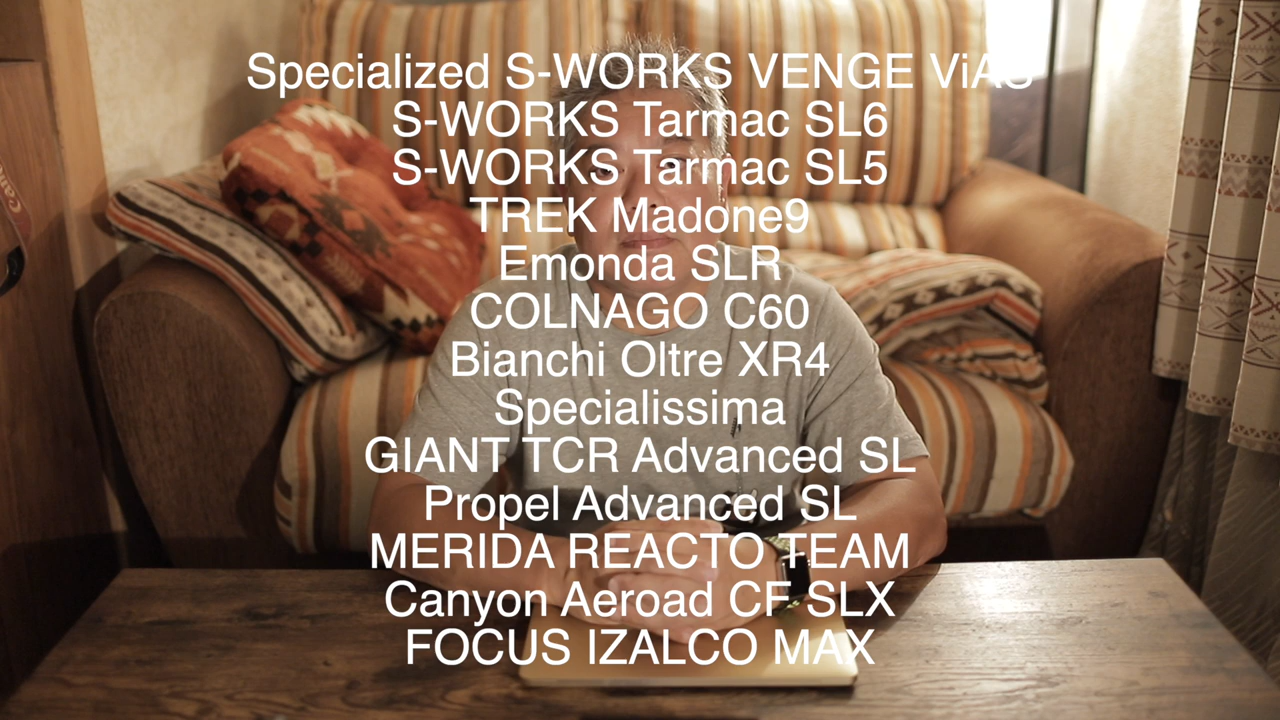 Specialized S-WORKS VENGE ViAS
S-WORKS Tarmac SL6
S-WORKS Tarmac SL5
TREK Madone9
Emonda SLR
COLNAGO C60
Bianchi Oltre XR4
Specialissima
GIANT TCR Advanced SL
Propel Advanced SL
MERIDA REACTO TEAM
Canyon Aeroad CF SLX
FOCUS IZALCO MAX